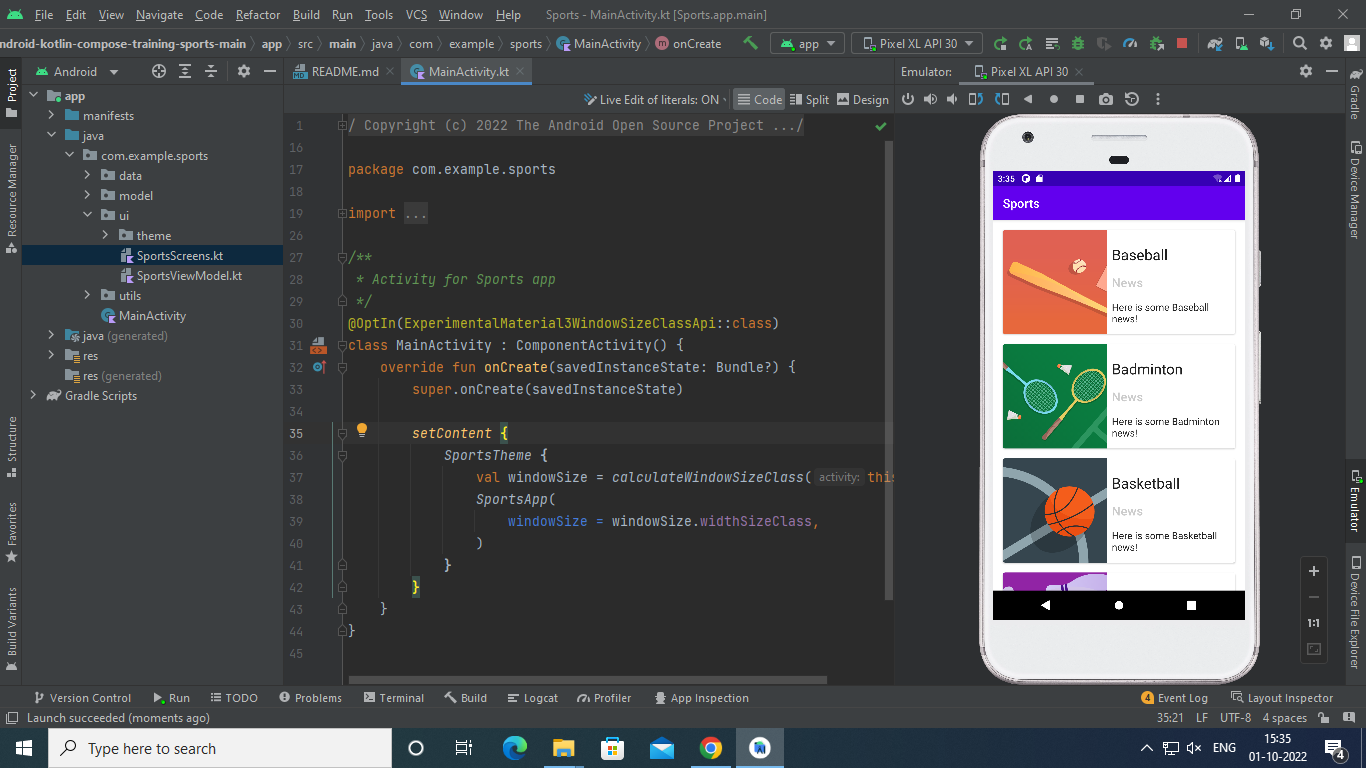 File Edit View Navigate Code Refactor Build Run Tools VCS Window Help Sports - MainActivity.kt [Sports.app.main]
ndroid-kotlin-compose-training-sports-main app src main java com example sports MainActivity onCreate app Pixel XL API 30
Android README.md MainActivity.kt Emulator: Pixel XL API 30
Live Edit of literals: ON Code Split Design
Project
Resource Manager
Structure
Favorites
Build Variants
app
manifests
java
com.example.sports
data
model
ui
theme
SportsScreens.kt
SportsViewModel.kt
utils
MainActivity
java (generated)
res
res (generated)
Gradle Scripts
1 / Copyright (c) 2022 The Android Open Source Project .../
16
17 package com.example.sports
18
19 import ...
26
27 /**
28 * Activity for Sports app
29 */
30 @OptIn(ExperimentalMaterial3WindowSizeClassApi::class)
31 class MainActivity : ComponentActivity() {
32 override fun onCreate(savedInstanceState: Bundle?) {
33 super.onCreate(savedInstanceState)
34
35 setContent {
36 SportsTheme {
37 val windowSize = calculateWindowSizeClass( activity: this
38 SportsApp(
39 windowSize = windowSize.widthSizeClass,
40 )
41 }
42 }
43 }
44 }
45
3:35
Sports
Baseball
News
Here is some Baseball
news!
Badminton
News
Here is some Badminton
news!
Basketball
News
Here is some Basketball
news!
1:1
Gradle
Device Manager
Emulator
Device File Explorer
Version Control Run TODO Problems Terminal Build Logcat Profiler App Inspection 4 Event Log Layout Inspector
Launch succeeded (moments ago) 35:21 LF UTF-8 4 spaces
Type here to search ENG 15:35
01-10-2022 4